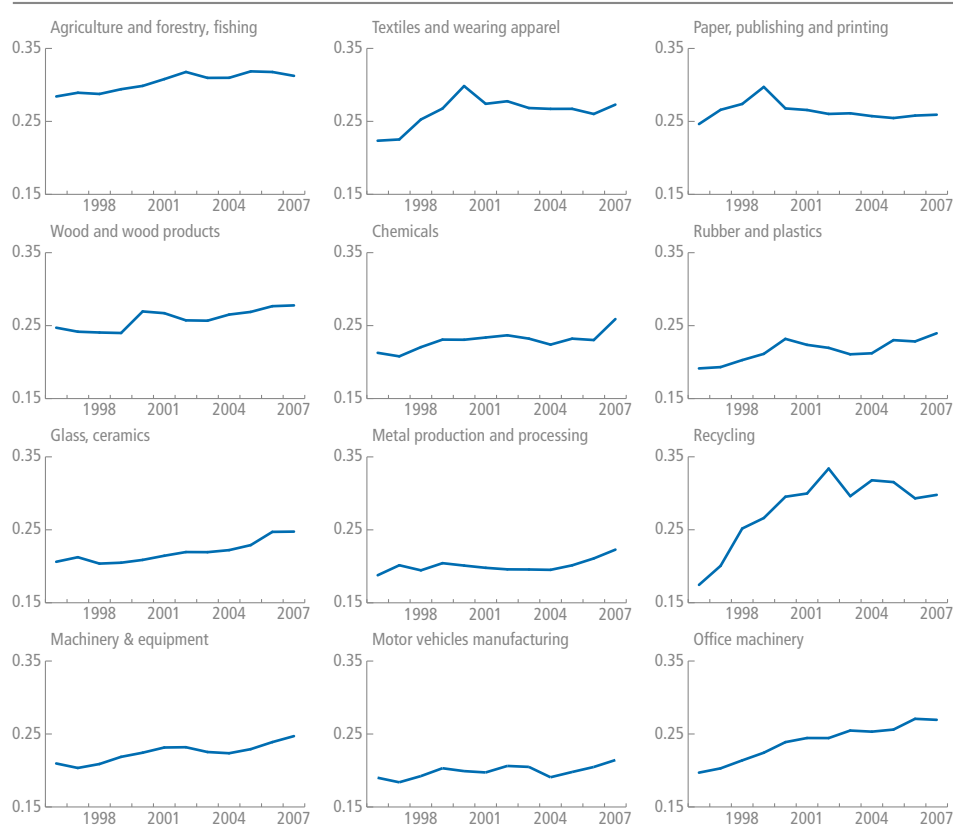 Agriculture and forestry, fishing
0.35
0.25
0.15
1998 2001 2004 2007
Textiles and wearing apparel
0.35
0.25
0.15
1998 2001 2004 2007
Paper, publishing and printing
0.35
0.25
0.15
1998 2001 2004 2007
Wood and wood products
0.35
0.25
0.15
1998 2001 2004 2007
Chemicals
0.35
0.25
0.15
1998 2001 2004 2007
Rubber and plastics
0.35
0.25
0.15
1998 2001 2004 2007
Glass, ceramics
0.35
0.25
0.15
1998 2001 2004 2007
Metal production and processing
0.35
0.25
0.15
1998 2001 2004 2007
Recycling
0.35
0.25
0.15
1998 2001 2004 2007
Machinery & equipment
0.35
0.25
0.15
1998 2001 2004 2007
Motor vehicles manufacturing
0.35
0.25
0.15
1998 2001 2004 2007
Office machinery
0.35
0.25
0.15
1998 2001 2004 2007